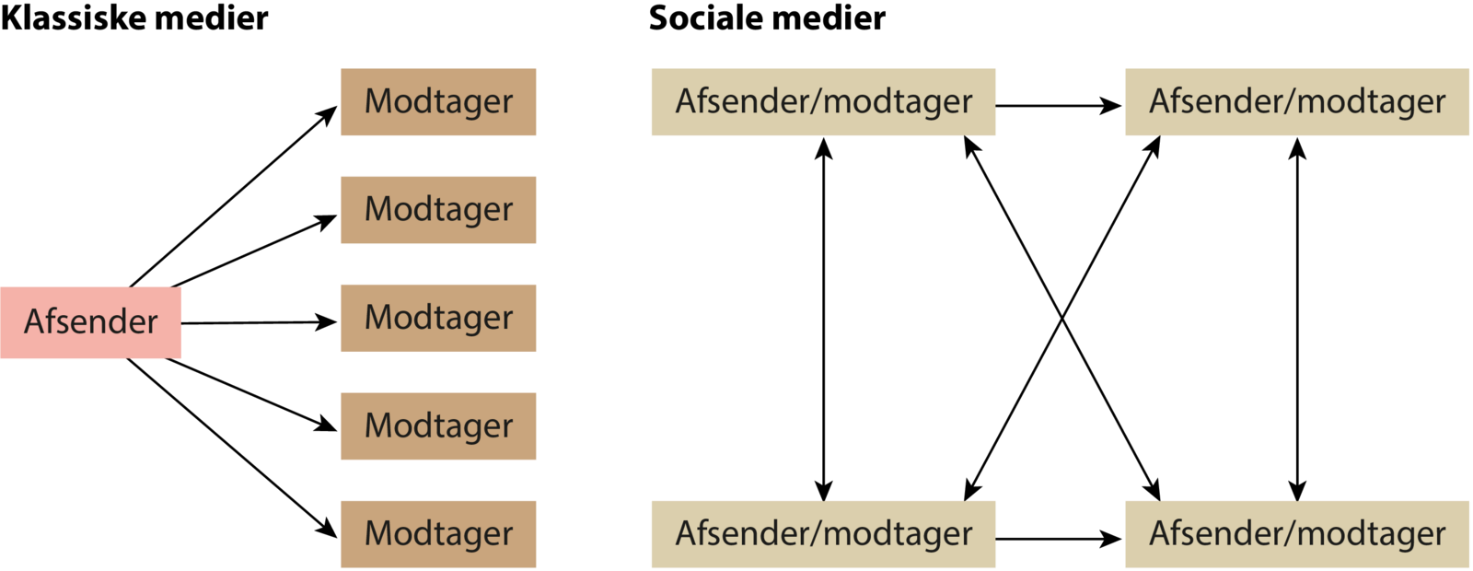 Klassiske medier
Afsender
Modtager
Modtager
Modtager
Modtager
Modtager
Sociale medier
Afsender/modtager
Afsender/modtager
Afsender/modtager
Afsender/modtager